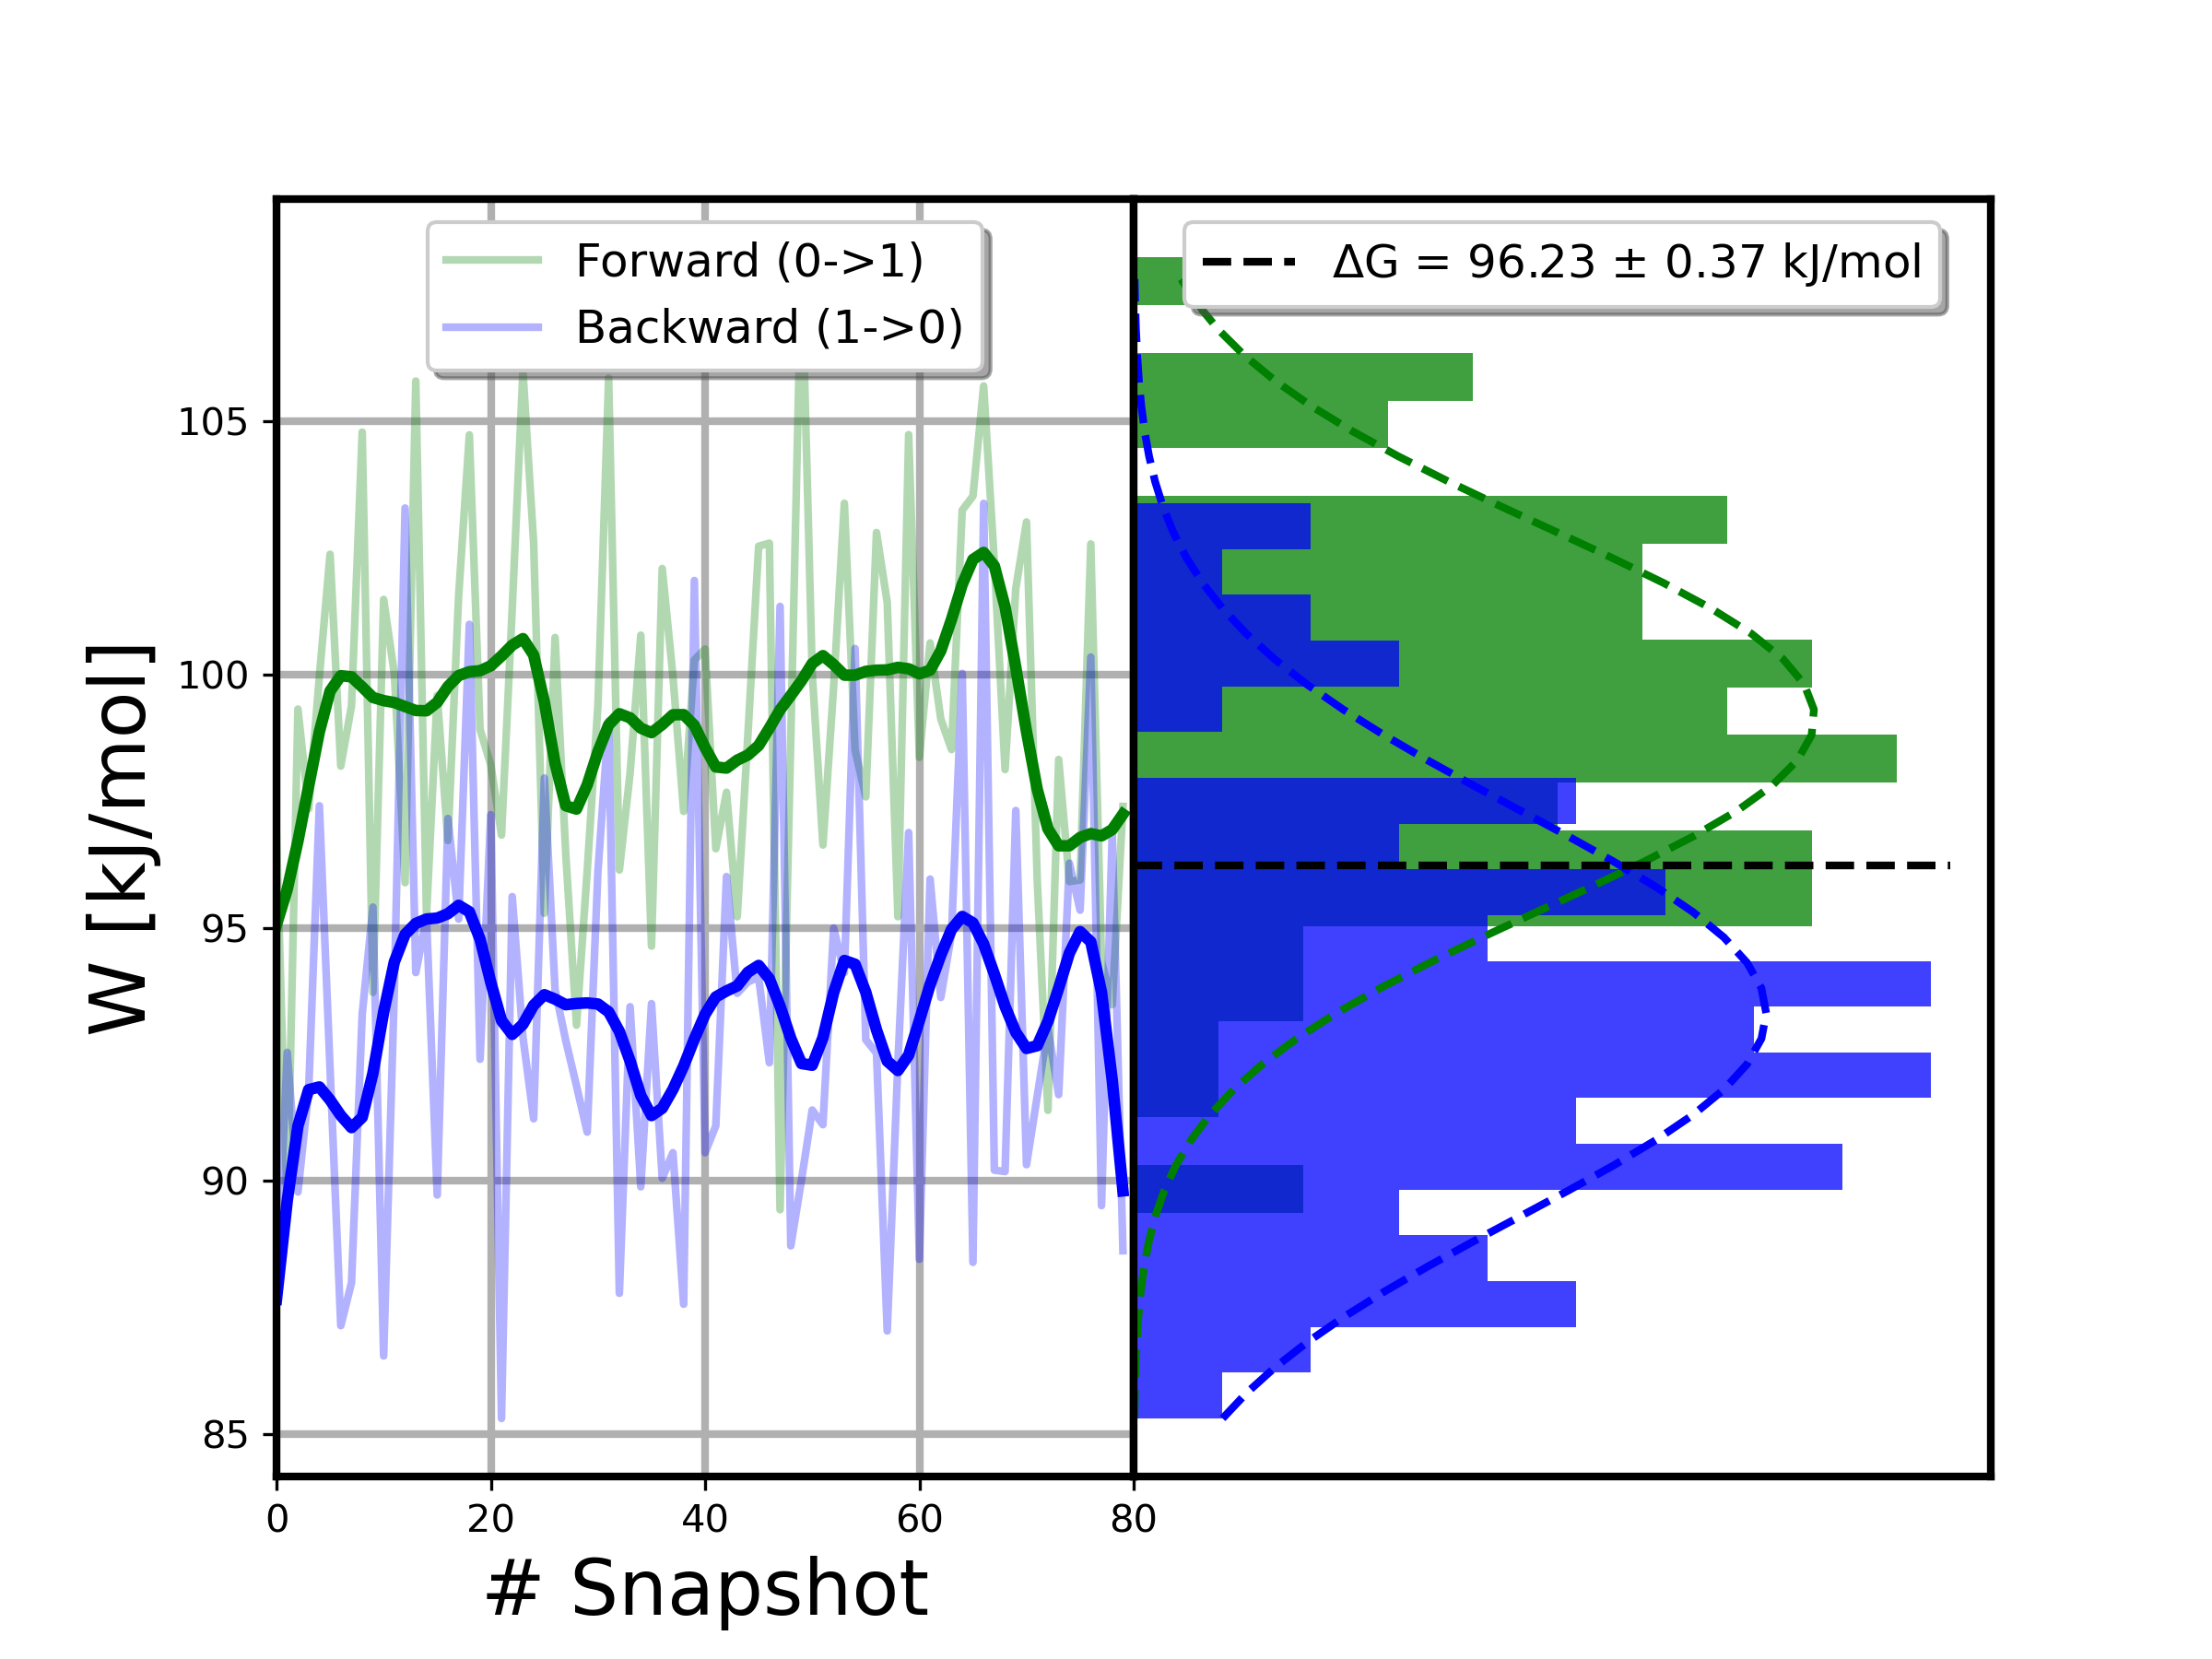 Forward (0->1)
Backward (1->0)
ΔG = 96.23 ± 0.37 kJ/mol
W [kJ/mol]
105
100
95
90
85
0 20 40 60 80
# Snapshot